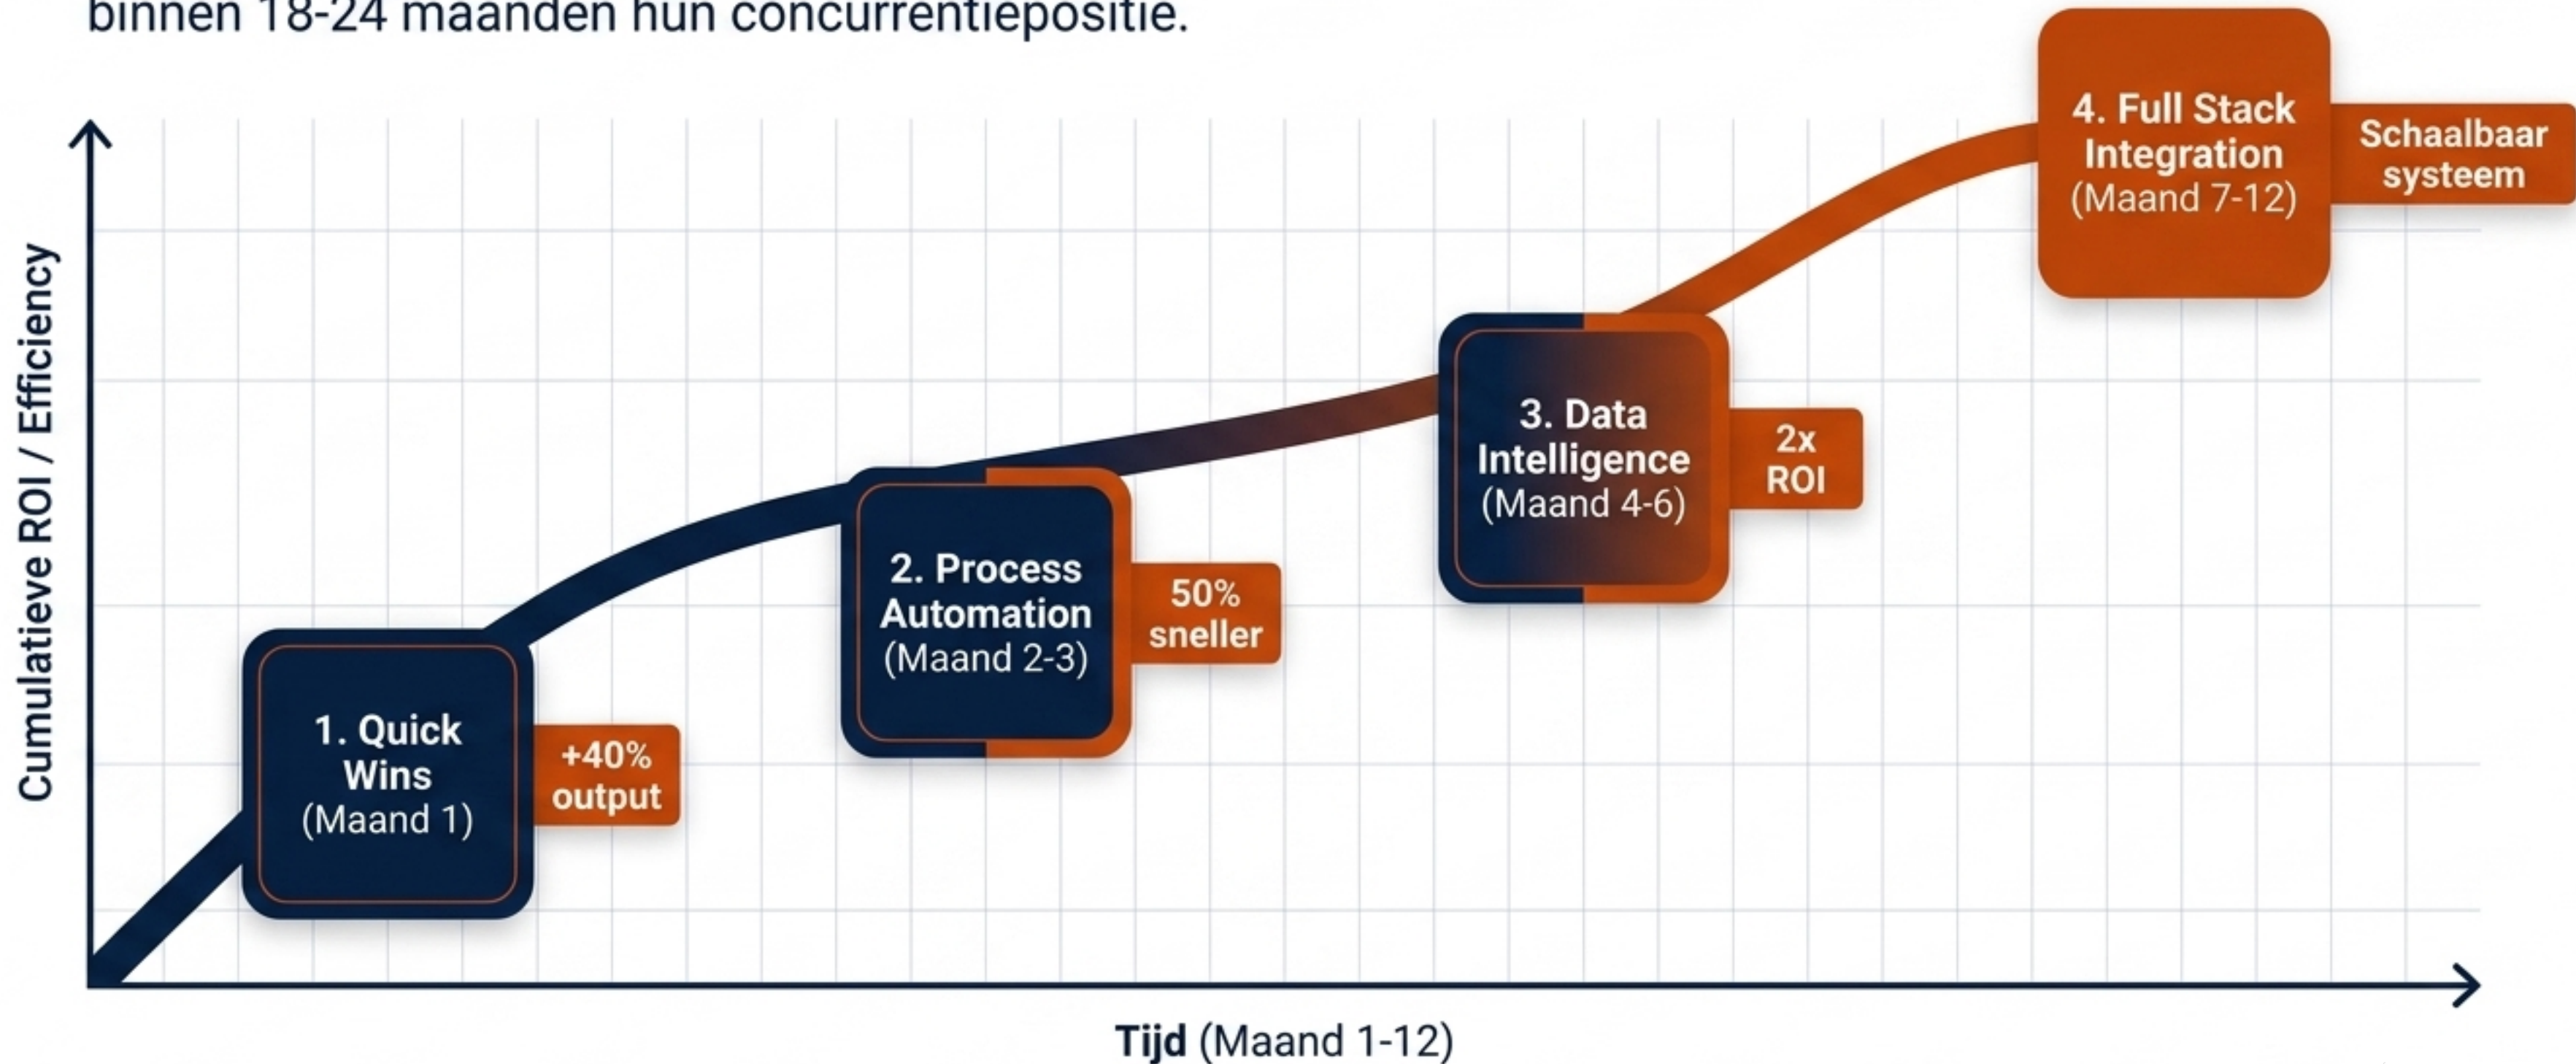 binnen 18-24 maanden hun concurrentiepositie.
4. Full Stack
Integration
(Maand 7-12)
Schaalbaar
systeem
3. Data
Intelligence
(Maand 4-6)
2x
ROI
2. Process
Automation
(Maand 2-3)
50%
sneller
1. Quick
Wins
(Maand 1)
+40%
output
Cumulatieve ROI / Efficiency
Tijd (Maand 1-12)